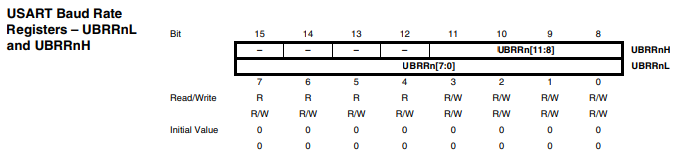 USART Baud Rate
Registers – UBRRnL
and UBRRnH
Bit 15 14 13 12 11 10 9 8
– – – – UBRRn[11:8] UBRRnH
UBRRn[7:0] UBRRnL
7 6 5 4 3 2 1 0
Read/Write R R R R R/W R/W R/W R/W
R/W R/W R/W R/W R/W R/W R/W R/W
Initial Value 0 0 0 0 0 0 0 0
0 0 0 0 0 0 0 0